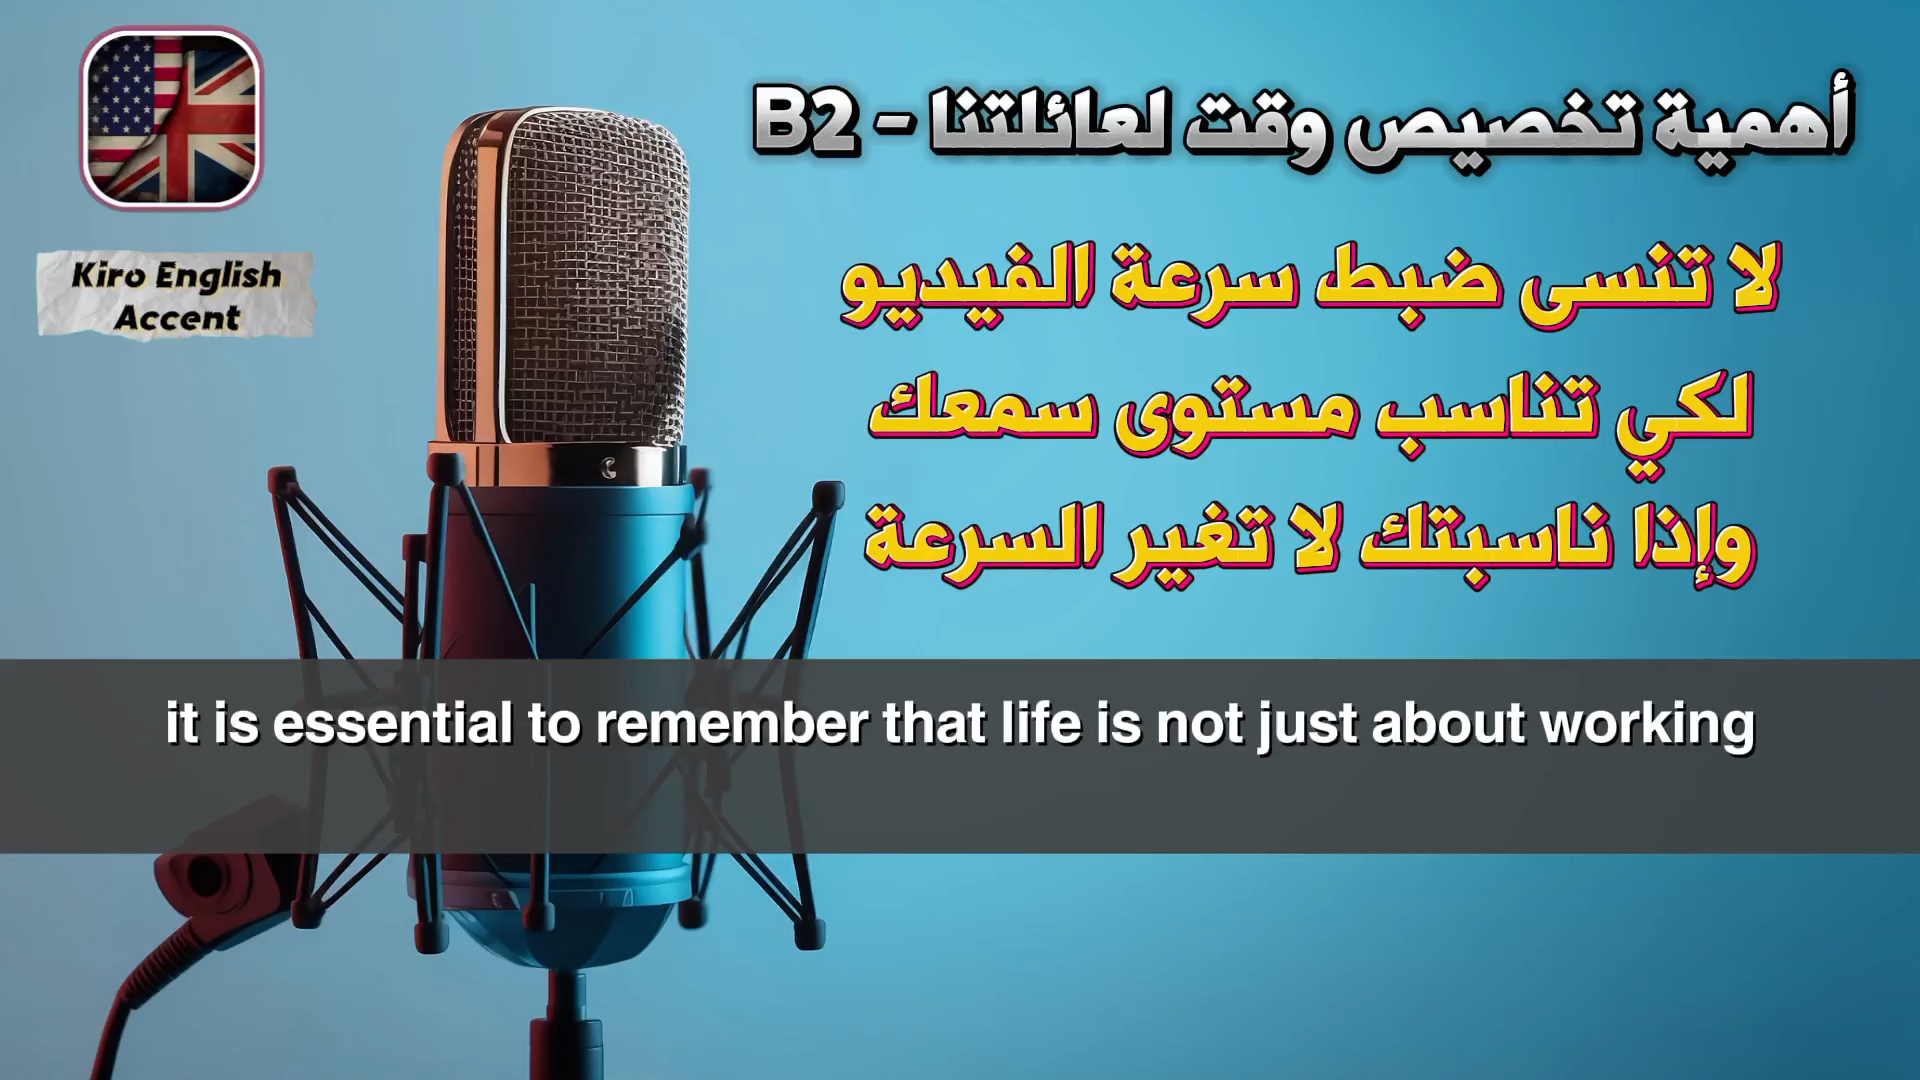 أهمية تخصيص وقت لعائلتنا - B2
Kiro English
Accent
لا تنسى ضبط سرعة الفيديو
لكي تناسب مستوى سمعك
وإذا ناسبتك لا تغير السرعة
it is essential to remember that life is not just about working